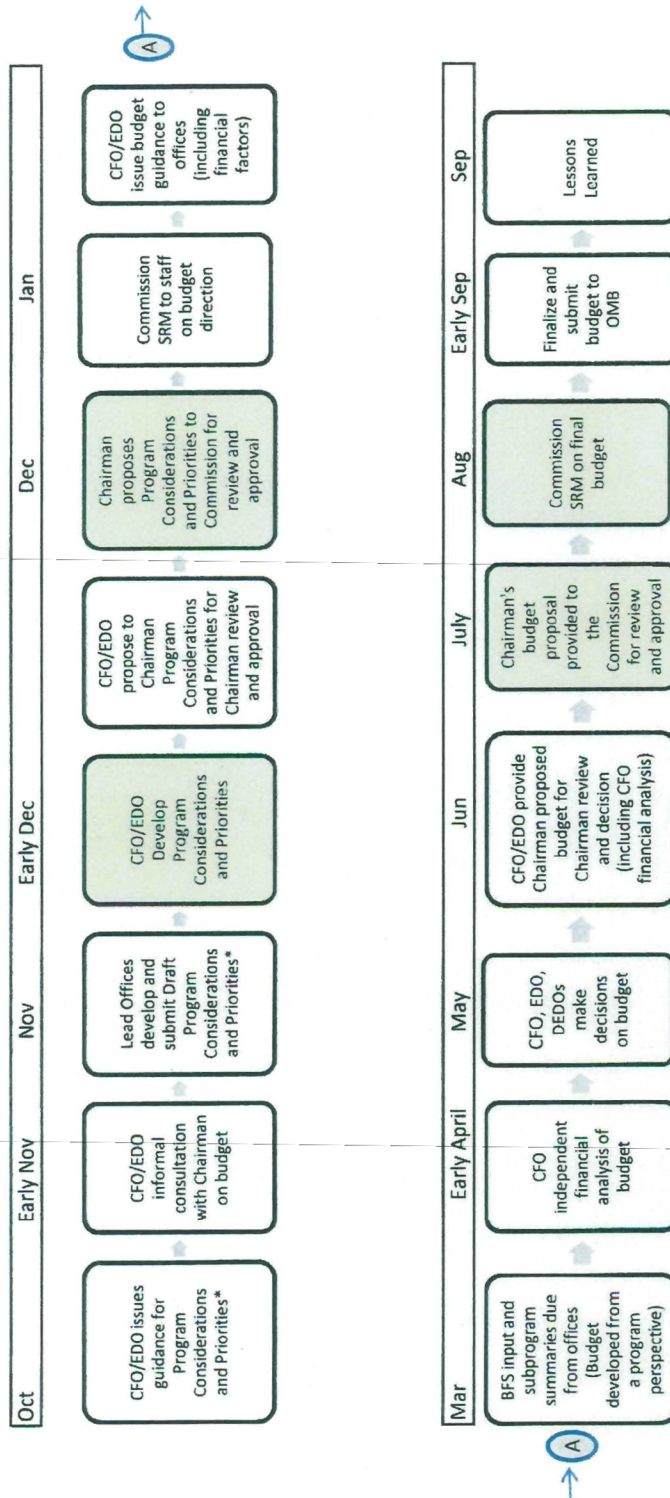 Oct Early Nov Nov Early Dec Dec Jan
CFO/EDO issues
guidance for
Program
Considerations
and Priorities*
CFO/EDO
informal
consultation
with Chairman
on budget
Lead Offices
develop and
submit Draft
Program
Considerations
and Priorities*
CFO/EDO
Develop
Program
Considerations
and Priorities
CFO/EDO
propose to
Chairman
Program
Considerations
and Priorities for
Chairman review
and approval
Chairman
proposes
Program
Considerations
and Priorities to
Commission for
review and
approval
Commission
SRM to staff
on budget
direction
CFO/EDO
issue budget
guidance to
offices
(including
financial
factors)
A
Mar Early April May Jun July Aug Early Sep Sep
A
BFS input and
subprogram
summaries due
from offices
(Budget
developed from
a program
perspective)
CFO
independent
financial
analysis of
budget
CFO, EDO,
DEDOs
make
decisions
on budget
CFO/EDO provide
Chairman proposed
budget for
Chairman review
and decision
(including CFO
financial analysis)
Chairman's
budget
proposal
provided to
the
Commission
for review
and approval
Commission
SRM on final
budget
Finalize and
submit
budget to
OMB
Lessons
Learned